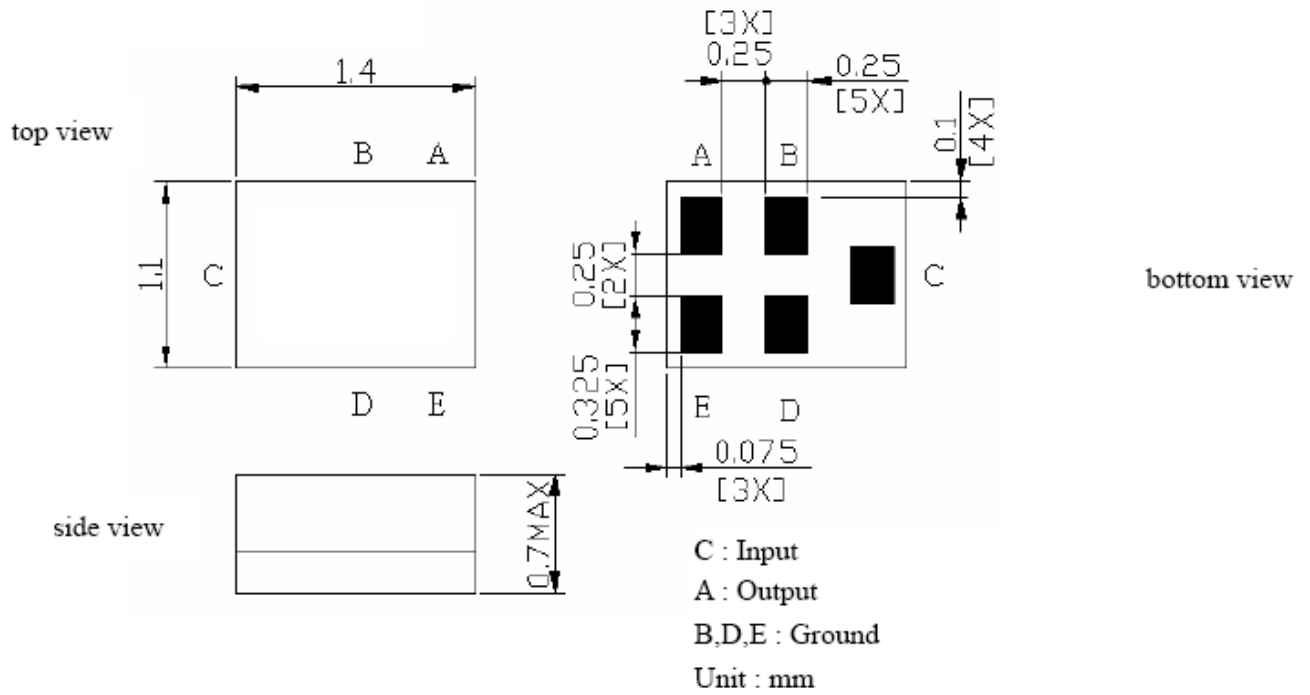 [3X]
0.25
0.25
[5X]
1.4
top view
B A
0.1
[4X]
A B
1.1
C
0.25
[2X]
C
bottom view
D E
0.325
[5X]
E D
0.075
[3X]
side view
0.7MAX
C : Input
A : Output
B,D,E : Ground
Unit : mm